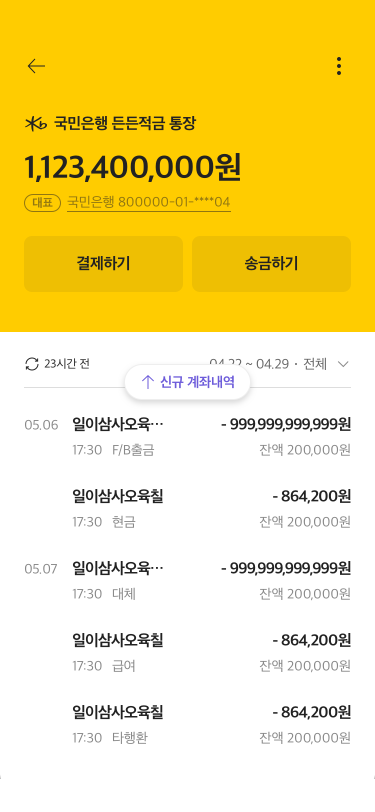 국민은행 든든적금 통장
1,123,400,000원
대표 국민은행 800000-01-****04
결제하기 송금하기
23시간 전 04.22 ~ 04.29 · 전체
↑ 신규 계좌내역
05.06 일이삼사오육··· - 999,999,999,999원
17:30 F/B출금 잔액 200,000원
일이삼사오육칠 - 864,200원
17:30 현금 잔액 200,000원
05.07 일이삼사오육··· - 999,999,999,999원
17:30 대체 잔액 200,000원
일이삼사오육칠 - 864,200원
17:30 급여 잔액 200,000원
일이삼사오육칠 - 864,200원
17:30 타행환 잔액 200,000원